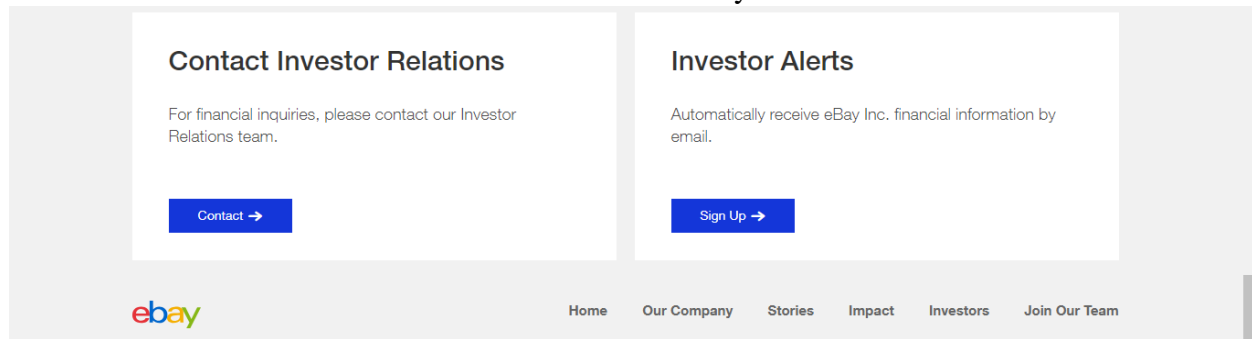 Contact Investor Relations
For financial inquiries, please contact our Investor
Relations team.
Contact →
Investor Alerts
Automatically receive eBay Inc. financial information by
email.
Sign Up →
ebay
Home Our Company Stories Impact Investors Join Our Team